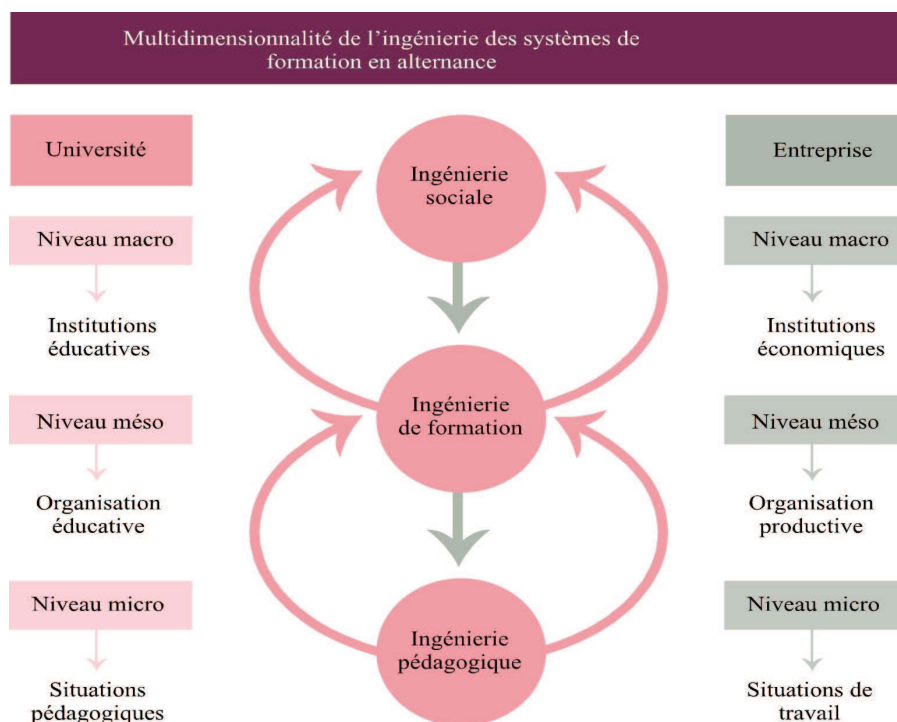 Multidimensionnalité de l’ingénierie des systèmes de
formation en alternance
Université
Niveau macro
Institutions
éducatives
Niveau méso
Organisation
éducative
Niveau micro
Situations
pédagogiques
Ingénierie
sociale
Ingénierie
de formation
Ingénierie
pédagogique
Entreprise
Niveau macro
Institutions
économiques
Niveau méso
Organisation
productive
Niveau micro
Situations de
travail